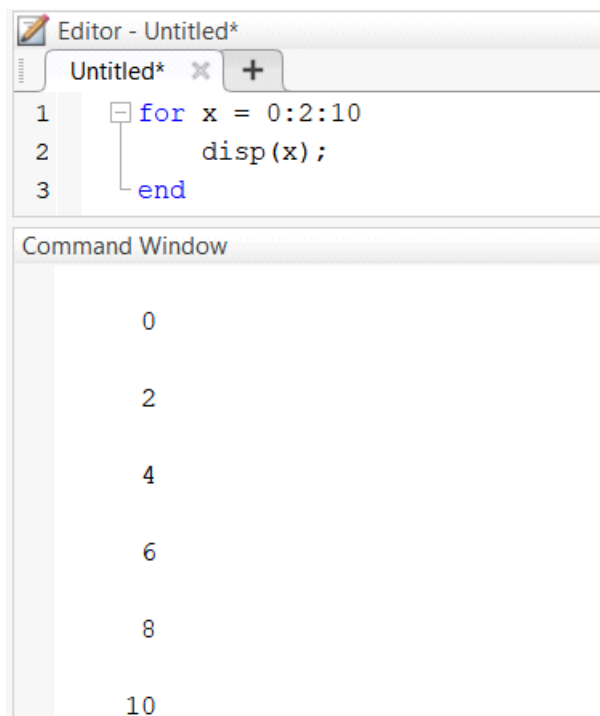 Editor - Untitled*
Untitled* × +
1 for x = 0:2:10
2 disp(x);
3 end
Command Window
0
2
4
6
8
10